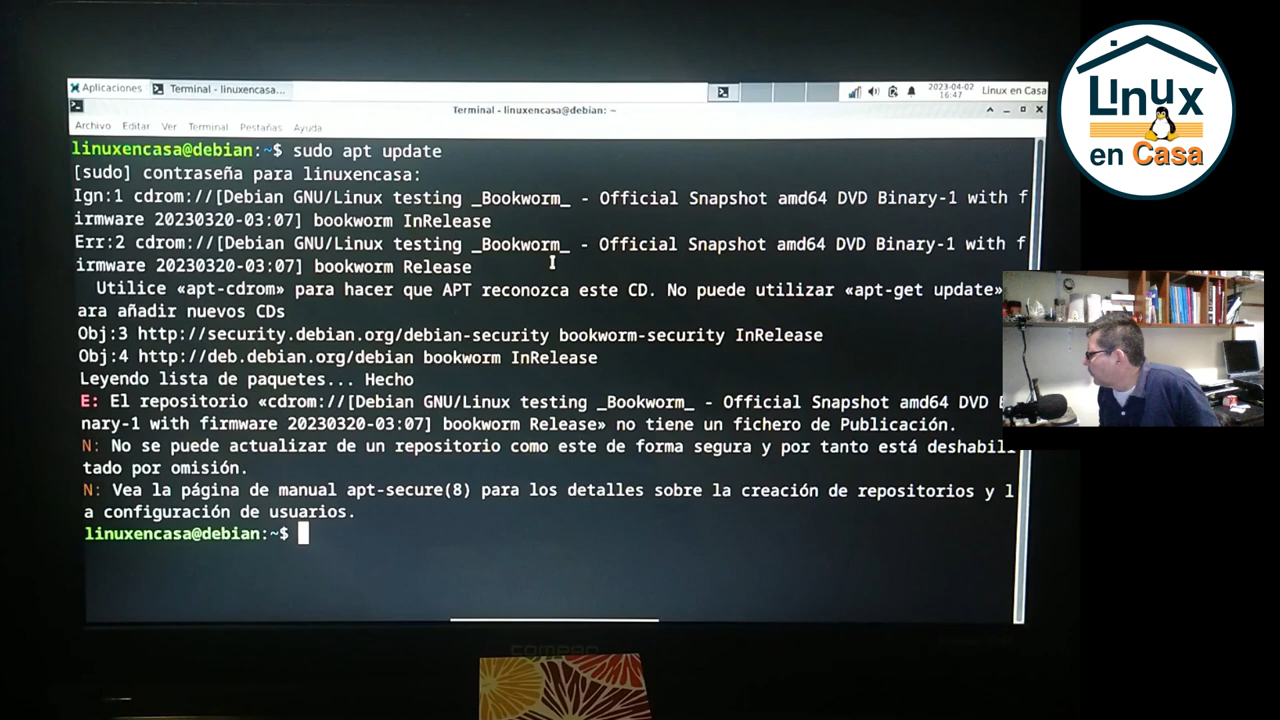 Aplicaciones
Terminal - linuxencasa...
2023-04-02
16:47
Linux en Casa
Terminal - linuxencasa@debian: ~
Archivo Editar Ver Terminal Pestañas Ayuda
linuxencasa@debian:~$ sudo apt update
[sudo] contraseña para linuxencasa:
Ign:1 cdrom://[Debian GNU/Linux testing _Bookworm_ - Official Snapshot amd64 DVD Binary-1 with f
irmware 20230320-03:07] bookworm InRelease
Err:2 cdrom://[Debian GNU/Linux testing _Bookworm_ - Official Snapshot amd64 DVD Binary-1 with f
irmware 20230320-03:07] bookworm Release
Utilice «apt-cdrom» para hacer que APT reconozca este CD. No puede utilizar «apt-get update»
ara añadir nuevos CDs
Obj:3 http://security.debian.org/debian-security bookworm-security InRelease
Obj:4 http://deb.debian.org/debian bookworm InRelease
Leyendo lista de paquetes... Hecho
E: El repositorio «cdrom://[Debian GNU/Linux testing _Bookworm_ - Official Snapshot amd64 DVD
nary-1 with firmware 20230320-03:07] bookworm Release» no tiene un fichero de Publicación.
N: No se puede actualizar de un repositorio como este de forma segura y por tanto está deshabili
tado por omisión.
N: Vea la página de manual apt-secure(8) para los detalles sobre la creación de repositorios y l
a configuración de usuarios.
linuxencasa@debian:~$
COMPAQ
Linux
en Casa